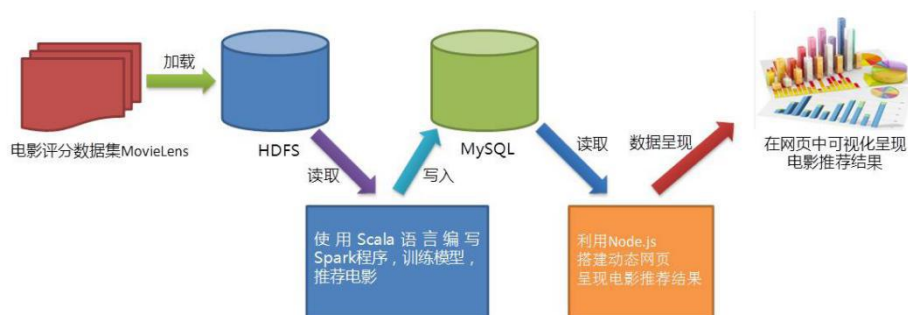 加载
电影评分数据集MovieLens
HDFS
MySQL
读取
写入
读取
数据呈现
在网页中可视化呈现
电影推荐结果
使用Scala语言编写
Spark程序，训练模型，
推荐电影
利用Node.js
搭建动态网页
呈现电影推荐结果